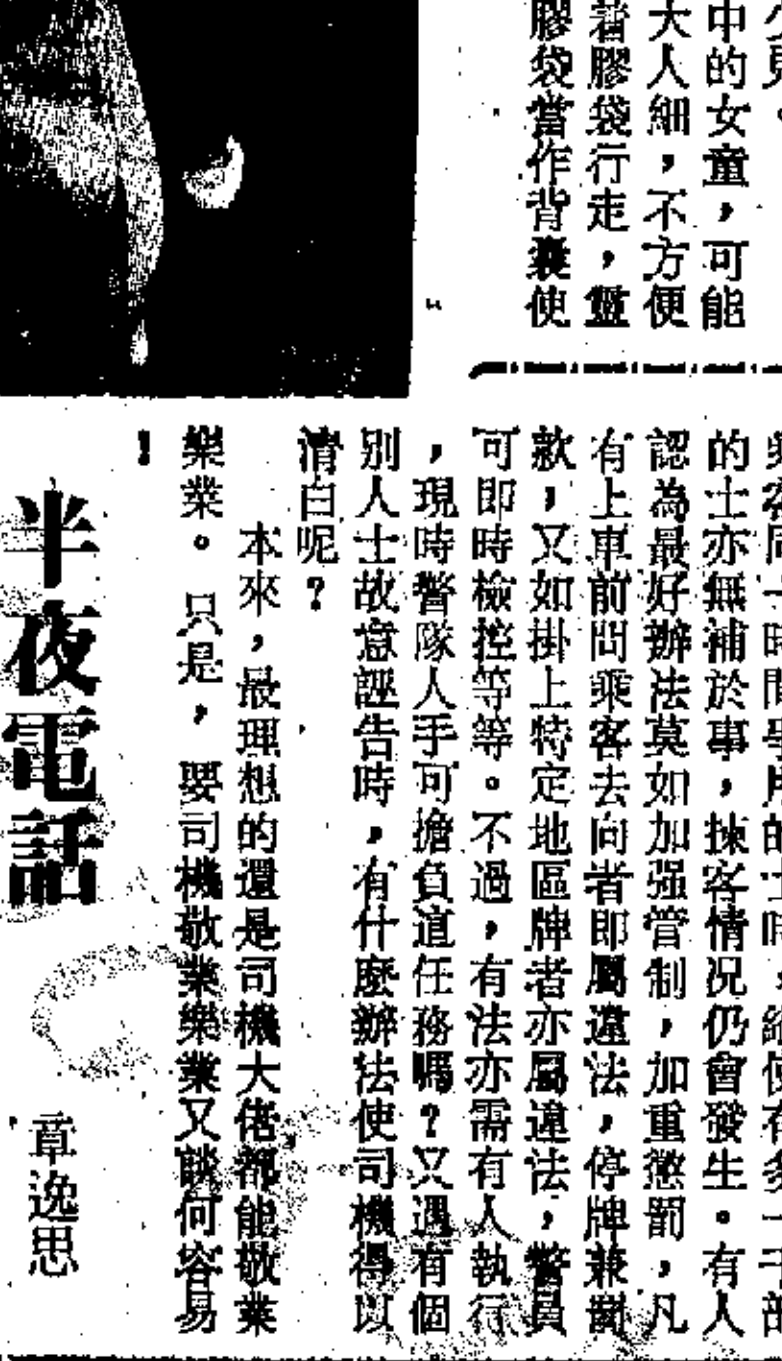 少見。
中的女童，可能
大人細，不方便
着膠袋行走，靈
膠袋當作背囊使
的士亦無補於事，揀客情況仍會發生。有人
認為最好辦法莫如加强管制，加重懲罰，凡
有上車前問乘客去向者即屬違法，停牌兼罰
款，又如掛上特定地區牌者亦屬違法，警員
可即時檢控等等。不過，有法亦需有人執行
，現時警隊人手可擔負這任務嗎？又遇有個
別人士故意誣告時，有什麼辦法使司機得以
清白呢？
本來，最理想的還是司機大佬都能敬業
樂業。只是，要司機敬業樂業又談何容易
！
半夜電話
章逸思